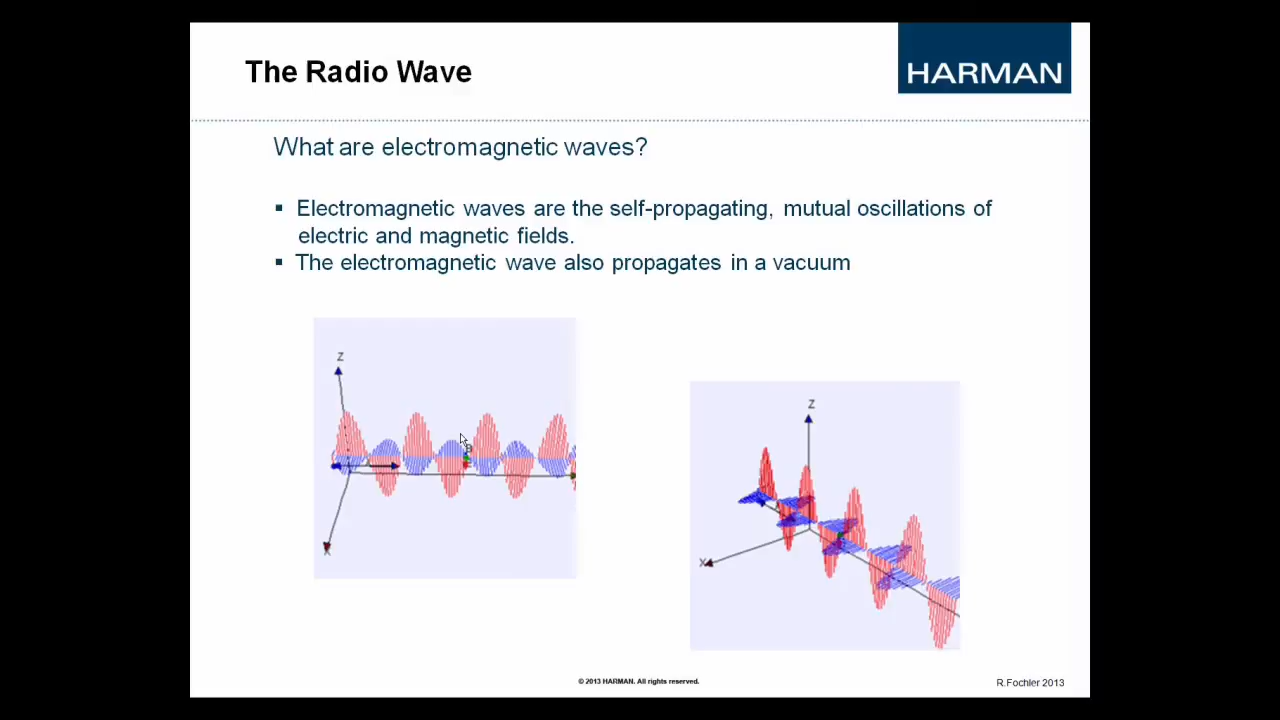 The Radio Wave
HARMAN
What are electromagnetic waves?
▪ Electromagnetic waves are the self-propagating, mutual oscillations of
electric and magnetic fields.
▪ The electromagnetic wave also propagates in a vacuum
Z
X
Z
X
© 2013 HARMAN. All rights reserved.
R.Fochler 2013